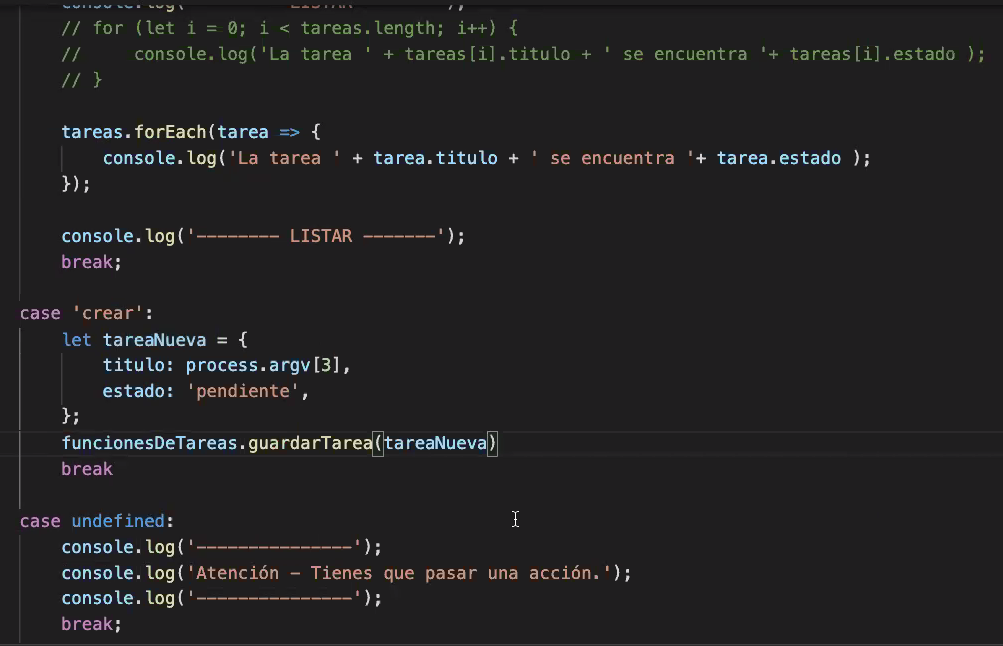 console.log('-------- LISTAR -------');
// for (let i = 0; i < tareas.length; i++) {
//     console.log('La tarea ' + tareas[i].titulo + ' se encuentra '+ tareas[i].estado );
// }
tareas.forEach(tarea => {
console.log('La tarea ' + tarea.titulo + ' se encuentra '+ tarea.estado );
});
console.log('-------- LISTAR -------');
break;
case 'crear':
let tareaNueva = {
titulo: process.argv[3],
estado: 'pendiente',
};
funcionesDeTareas.guardarTarea(tareaNueva)
break
case undefined:
console.log('---------------');
console.log('Atención - Tienes que pasar una acción.');
console.log('---------------');
break;